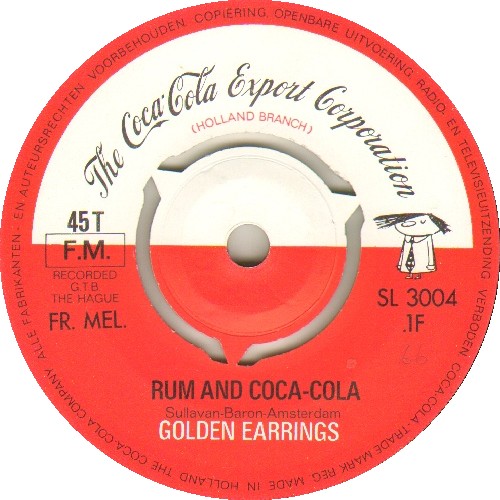 ALLE FABRIKANTEN - EN AUTEURSRECHTEN VOORBEHOUDEN. COPIËRING, OPENBARE UITVOERING, RADIO- EN TELEVISIEUITZENDING VERBODEN
COCA-COLA: TRADE MARK REG. MADE IN HOLLAND THE COCA-COLA COMPANY
The Coca-Cola Export Corporation
(HOLLAND BRANCH)
45 T
F.M.
RECORDED
G.T.B
THE HAGUE
FR. MEL.
SL 3004
.1F
RUM AND COCA-COLA
Sullavan-Baron-Amsterdam
GOLDEN EARRINGS